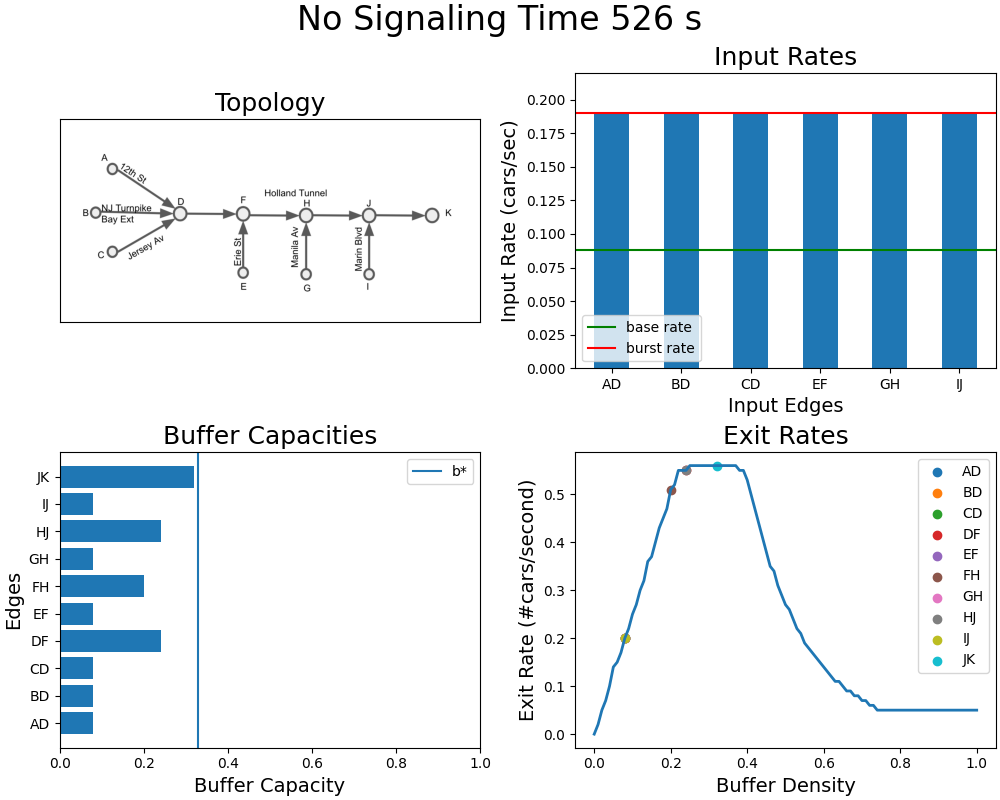 No Signaling Time 526 s
Topology
A
12th St
B
NJ Turnpike
Bay Ext
C
Jersey Av
D
F
Holland Tunnel
H
J
K
Erie St
Manila Av
Marin Blvd
E
G
I
Input Rates
Input Rate (cars/sec)
0.200
0.175
0.150
0.125
0.100
0.075
0.050
0.025
0.000
base rate
burst rate
AD BD CD EF GH IJ
Input Edges
Buffer Capacities
Edges
JK
IJ
HJ
GH
FH
EF
DF
CD
BD
AD
b*
0.0 0.2 0.4 0.6 0.8 1.0
Buffer Capacity
Exit Rates
Exit Rate (#cars/second)
0.5
0.4
0.3
0.2
0.1
0.0
AD
BD
CD
DF
EF
FH
GH
HJ
IJ
JK
0.0 0.2 0.4 0.6 0.8 1.0
Buffer Density